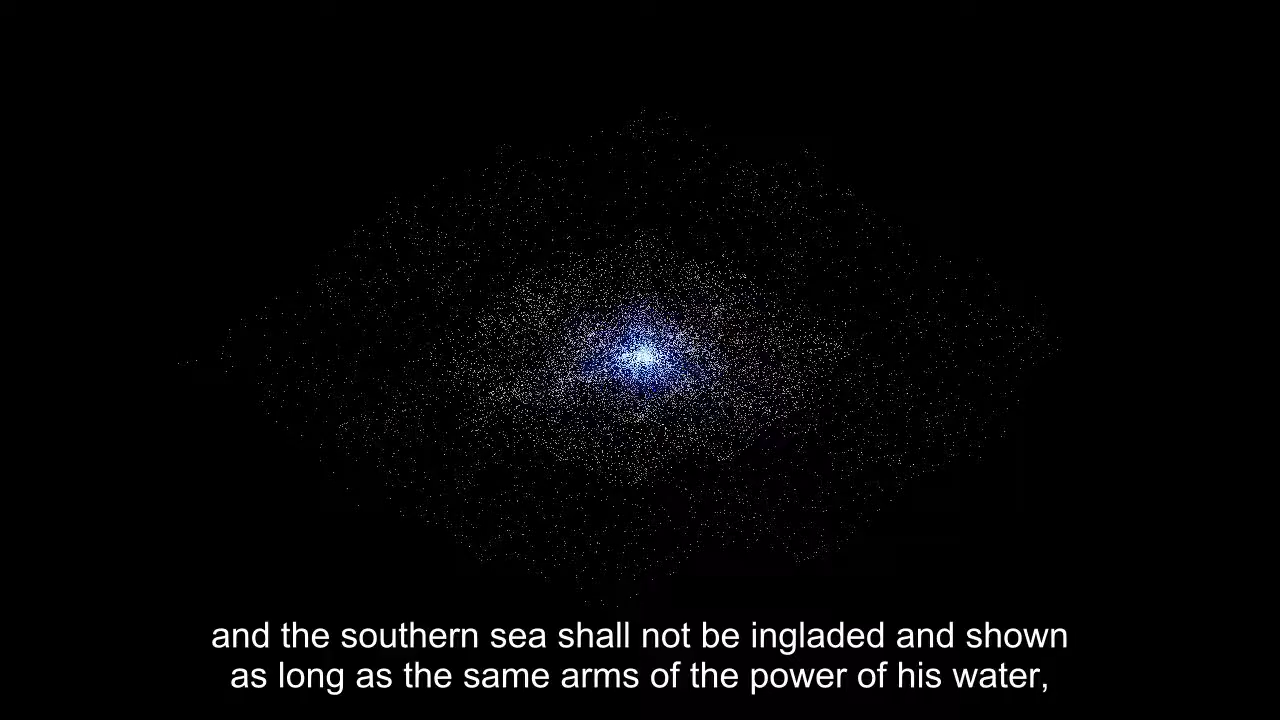 and the southern sea shall not be ingladed and shown
as long as the same arms of the power of his water,